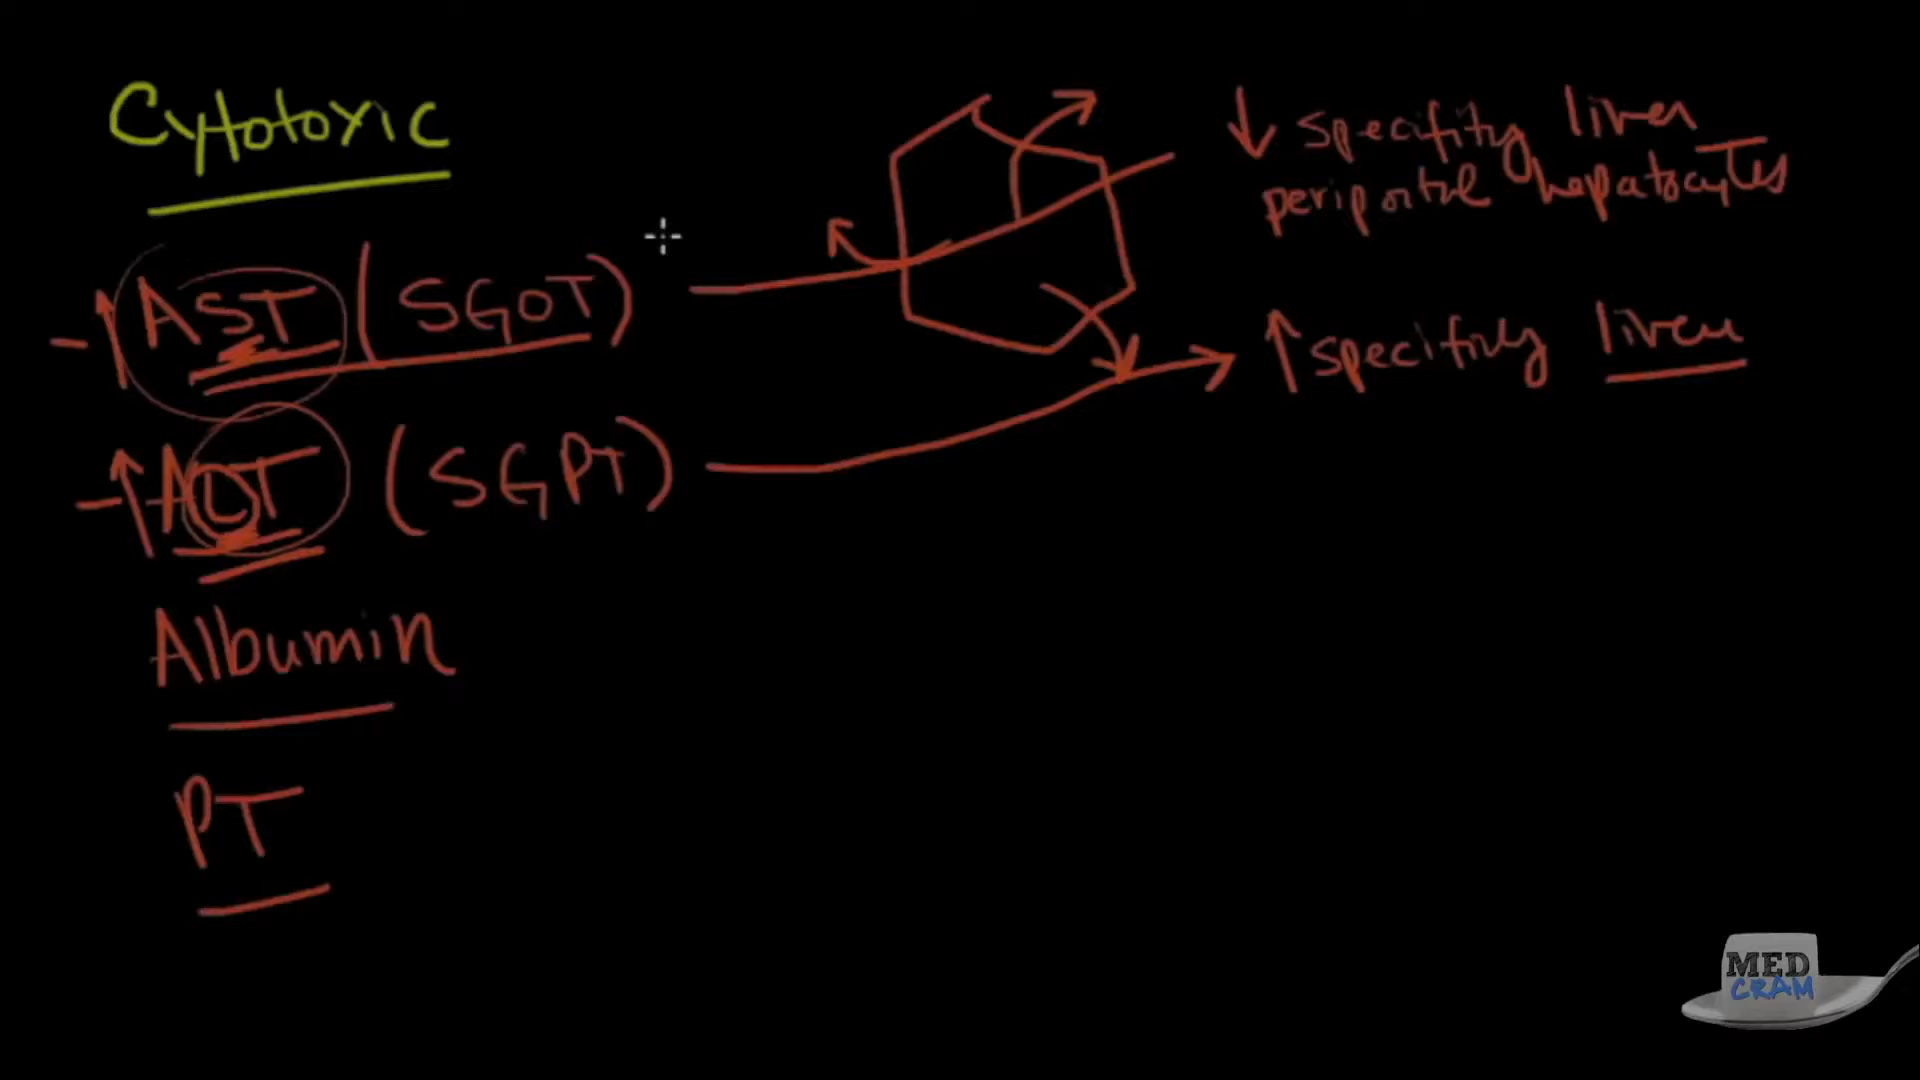 Cytotoxic
↓ specifity liver
periportal hepatocytes
-↑ AST (SGOT)
↑ specifity liver
-↑ ALT (SGPT)
Albumin
PT
MED
CRAM